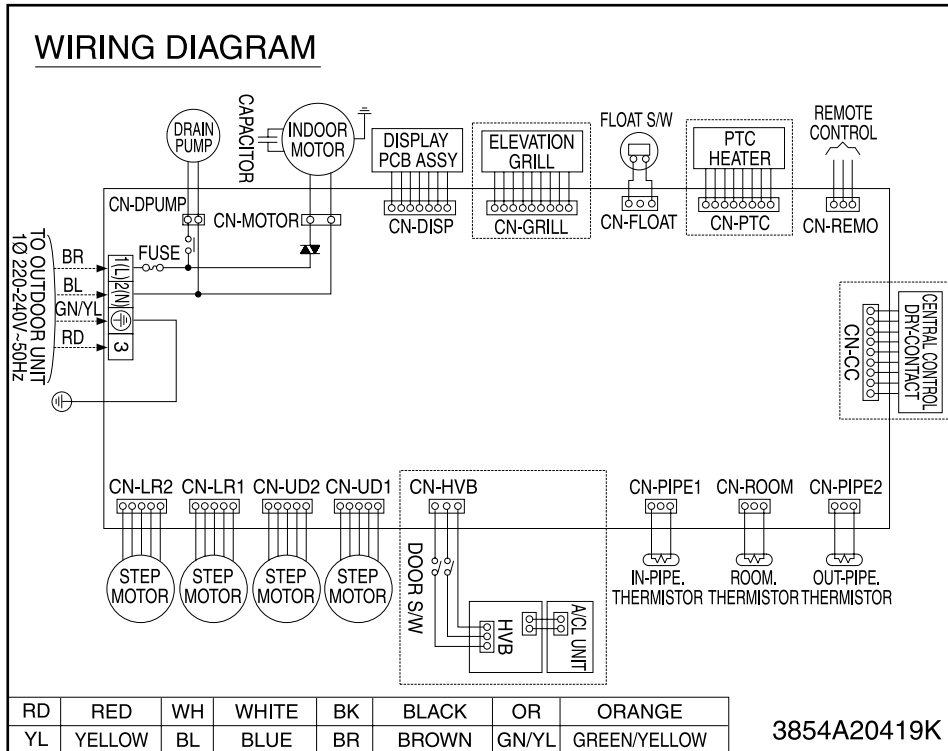 WIRING DIAGRAM
DRAIN
PUMP
CAPACITOR
INDOOR
MOTOR
DISPLAY
PCB ASSY
ELEVATION
GRILL
FLOAT S/W
PTC
HEATER
REMOTE
CONTROL
CN-DPUMP
CN-MOTOR
CN-DISP
CN-GRILL
CN-FLOAT
CN-PTC
CN-REMO
TO OUTDOOR UNIT
1Ø 220-240V~50Hz
BR
BL
GN/YL
RD
1(L)
2(N)
3
FUSE
CN-CC
CENTRAL CONTROL
DRY-CONTACT
CN-LR2
CN-LR1
CN-UD2
CN-UD1
CN-HVB
CN-PIPE1
CN-ROOM
CN-PIPE2
STEP
MOTOR
STEP
MOTOR
STEP
MOTOR
STEP
MOTOR
DOOR S/W
HVB
A/CL UNIT
IN-PIPE.
THERMISTOR
ROOM.
THERMISTOR
OUT-PIPE.
THERMISTOR
RD RED WH WHITE BK BLACK OR ORANGE
YL YELLOW BL BLUE BR BROWN GN/YL GREEN/YELLOW
3854A20419K